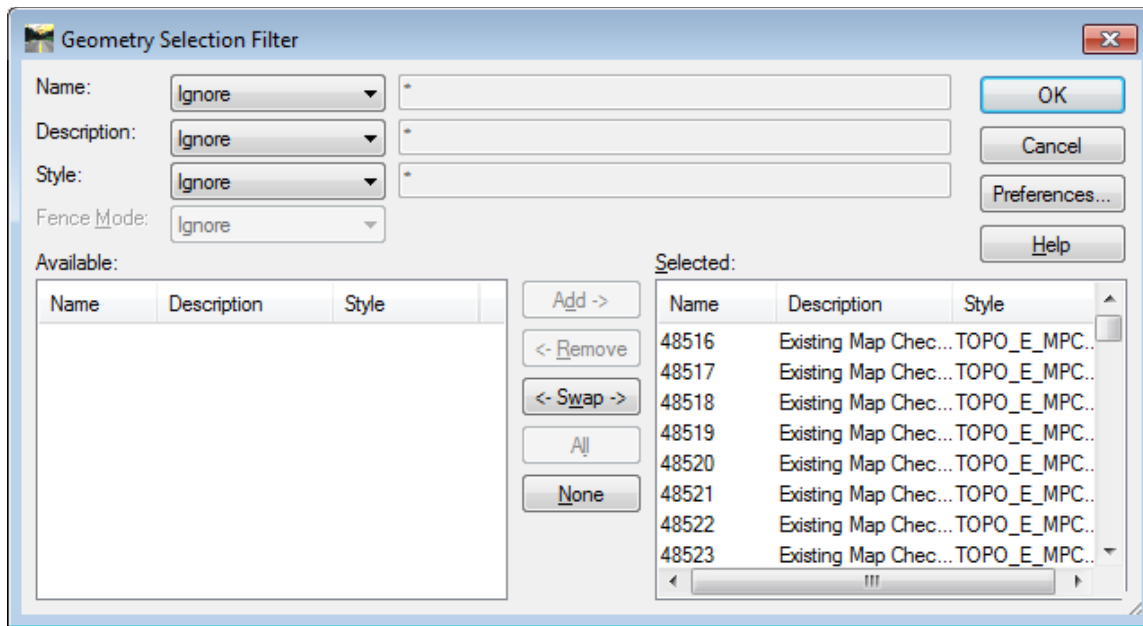 Geometry Selection Filter
Name: Ignore * OK
Description: Ignore * Cancel
Style: Ignore * Preferences...
Fence Mode: Ignore Help
Available: Selected:
Name Description Style Add -> Name Description Style
48516 Existing Map Chec... TOPO_E_MPC..
<- Remove 48517 Existing Map Chec... TOPO_E_MPC..
<- Swap -> 48518 Existing Map Chec... TOPO_E_MPC..
48519 Existing Map Chec... TOPO_E_MPC..
All 48520 Existing Map Chec... TOPO_E_MPC..
None 48521 Existing Map Chec... TOPO_E_MPC..
48522 Existing Map Chec... TOPO_E_MPC..
48523 Existing Map Chec... TOPO_E_MPC..